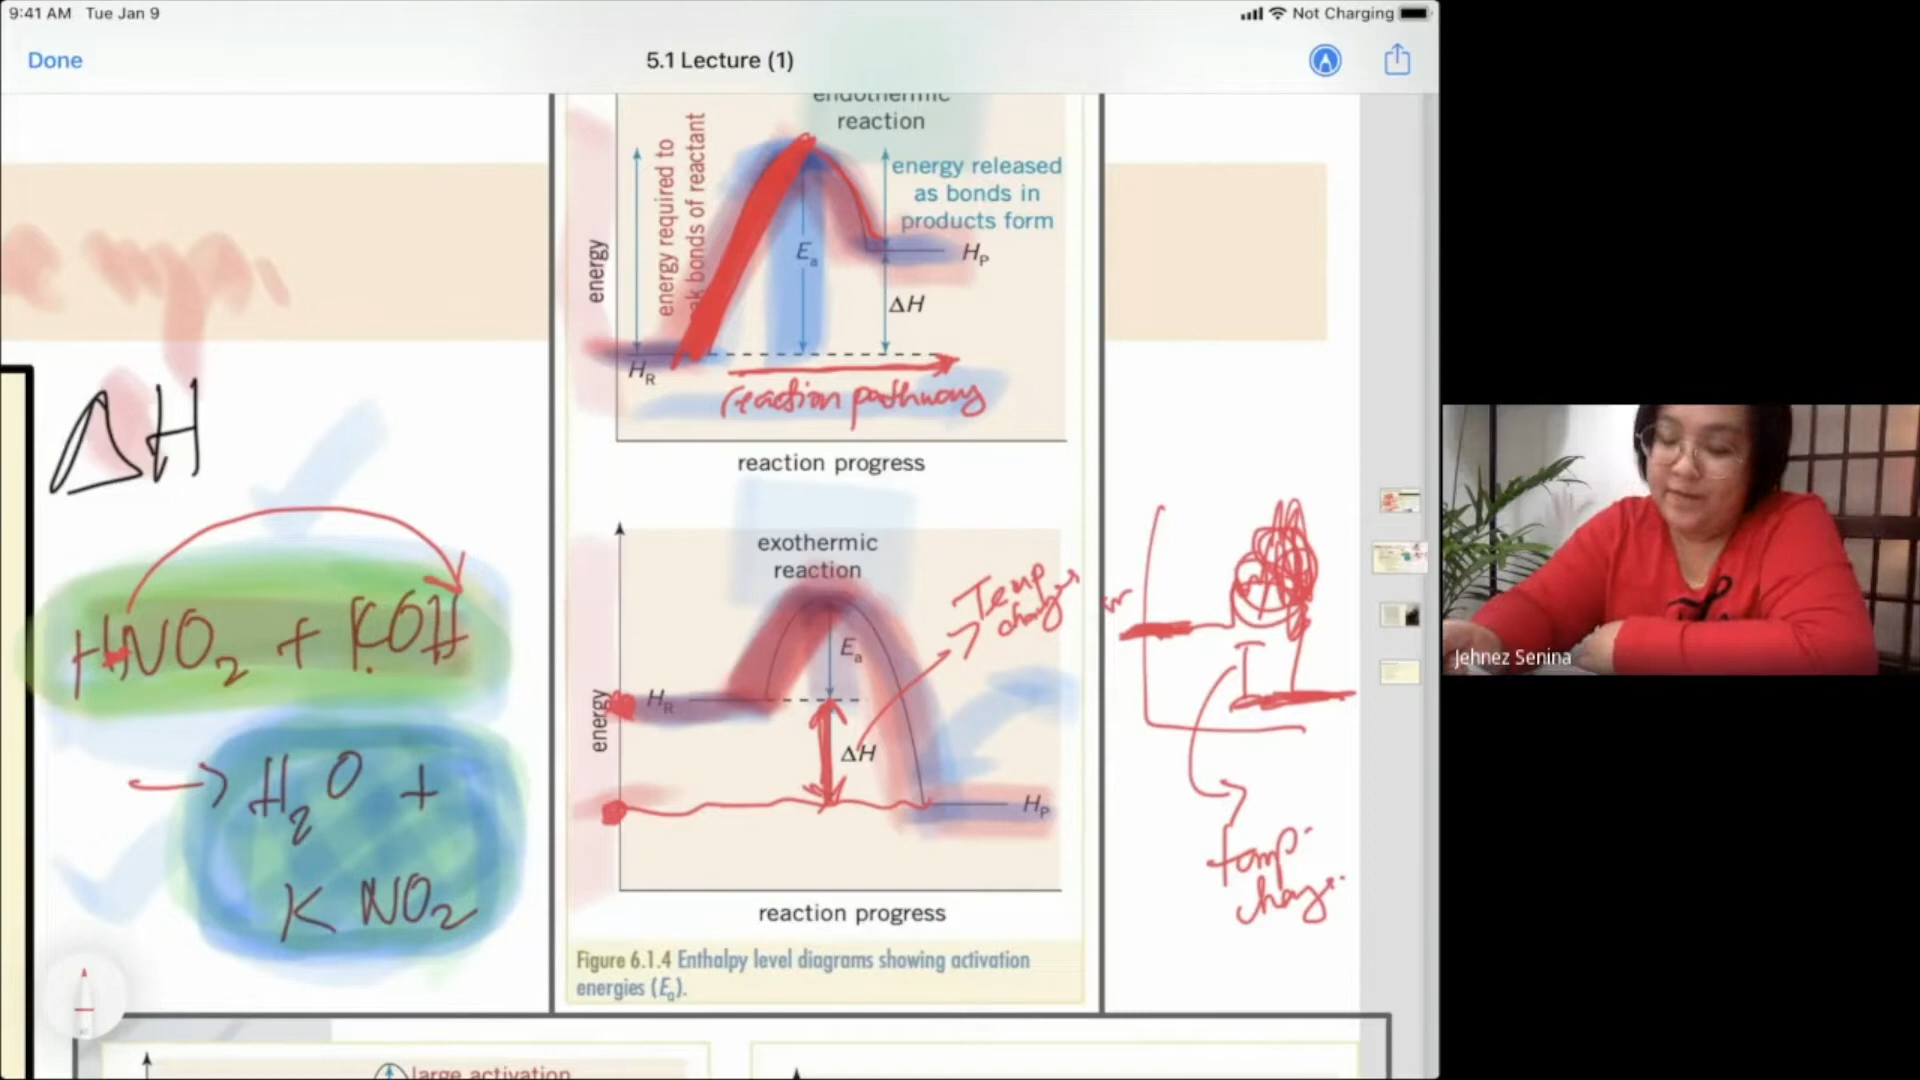 9:41 AM Tue Jan 9
Not Charging
Done
5.1 Lecture (1)
endothermic
reaction
energy required to
bonds of reactant
energy released
as bonds in
products form
energy
Eₐ
Hₚ
ΔH
H_R
reaction pathway
reaction progress
ΔH
HNO₂ + KOH
→ H₂O +
KNO₂
exothermic
reaction
Temp
change
Eₐ
H_R
energy
ΔH
Hₚ
reaction progress
Figure 6.1.4 Enthalpy level diagrams showing activation
energies (Eₐ).
temp
Jehnez Senina
large activation